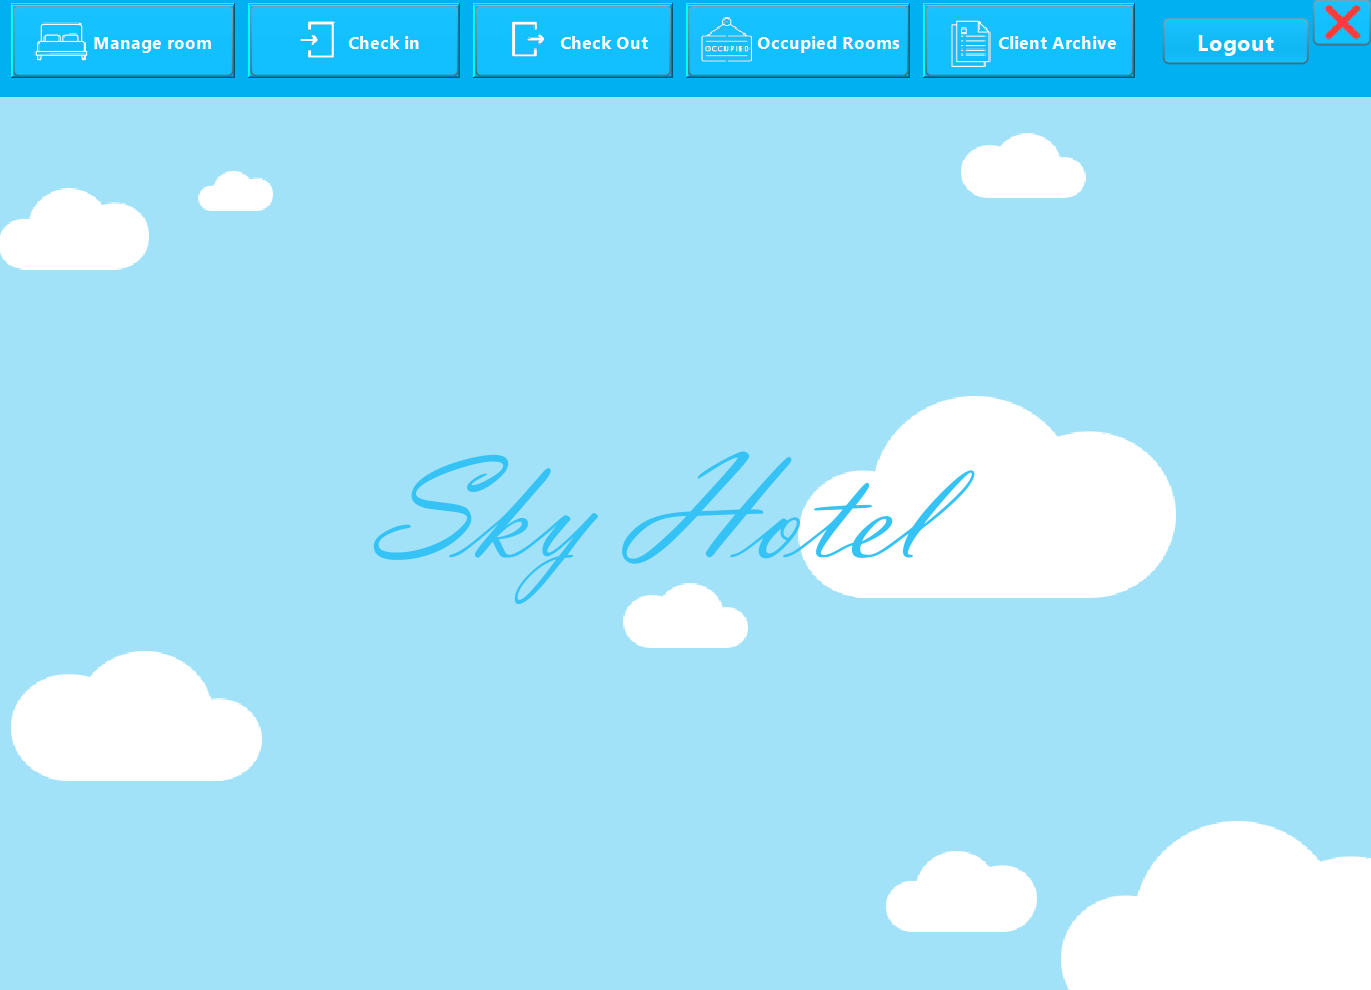 Manage room
Check in
Check Out
OCCUPIED
Occupied Rooms
Client Archive
Logout
Sky Hotel